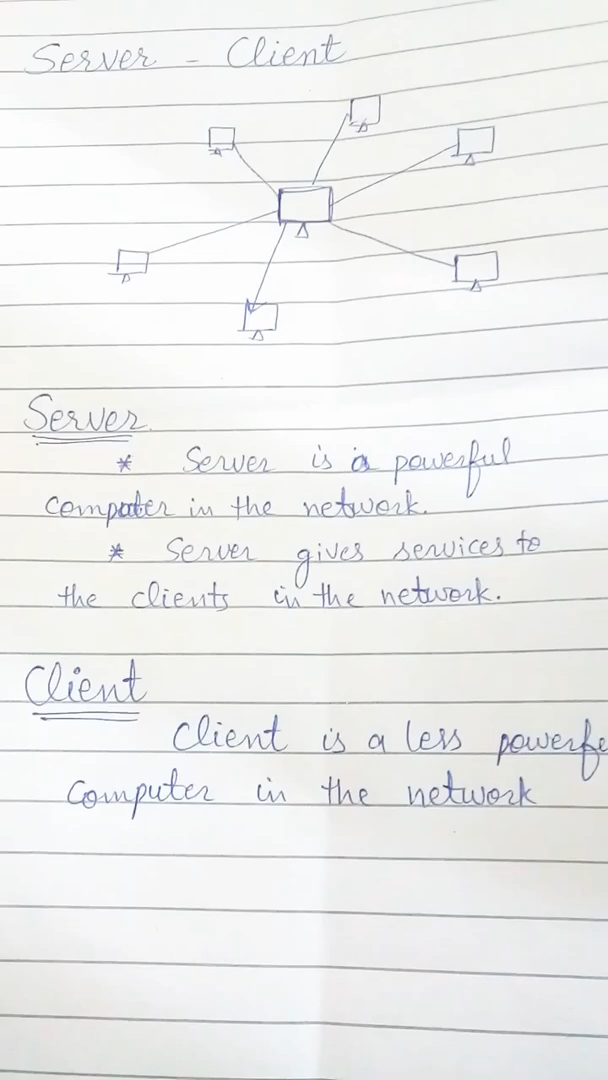 Server - Client
Server
* Server is a powerful
computer in the network.
* Server gives services to
the clients in the network.
Client
Client is a less powerfu
Computer in the network